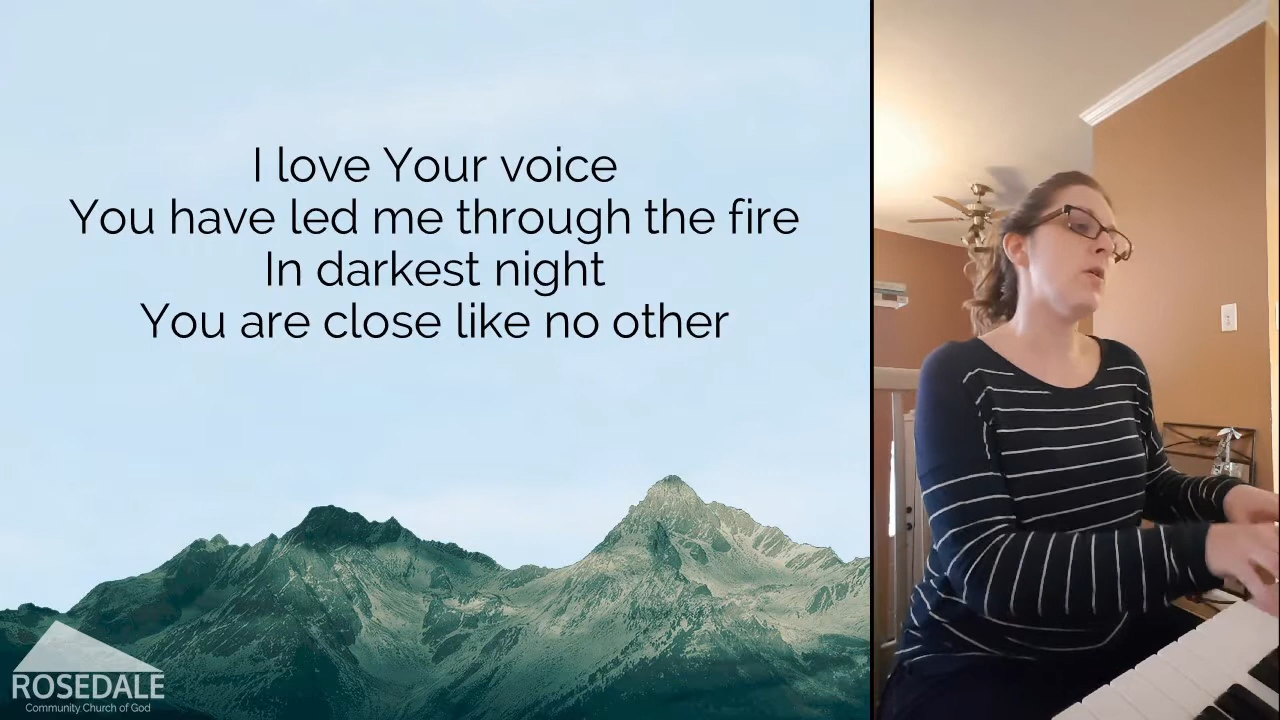 I love Your voice
You have led me through the fire
In darkest night
You are close like no other
ROSEDALE
Community Church of God